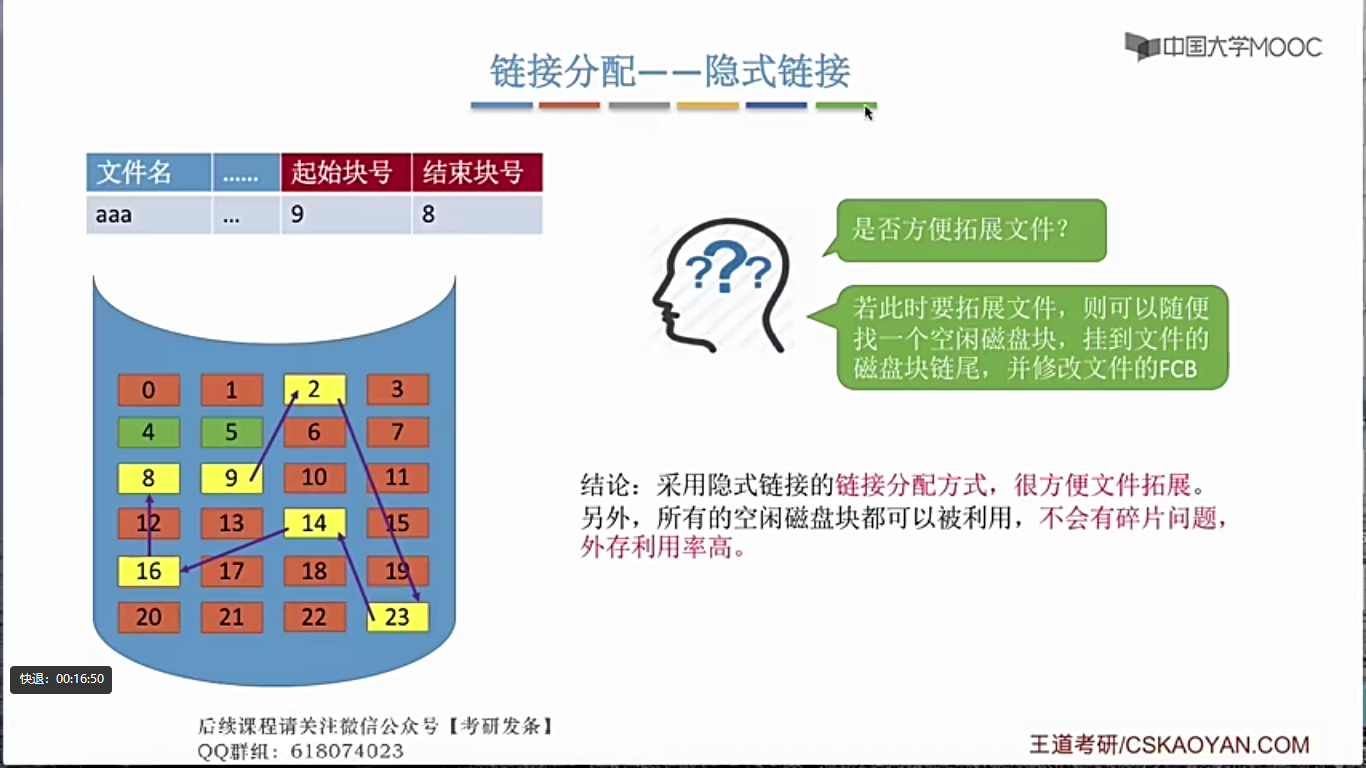 中国大学MOOC
链接分配——隐式链接
文件名 …… 起始块号 结束块号
aaa … 9 8
是否方便拓展文件？
若此时要拓展文件，则可以随便
找一个空闲磁盘块，挂到文件的
磁盘块链尾，并修改文件的FCB
? ? ?
0 1 2 3
4 5 6 7
8 9 10 11
12 13 14 15
16 17 18 19
20 21 22 23
结论：采用隐式链接的链接分配方式，很方便文件拓展。
另外，所有的空闲磁盘块都可以被利用，不会有碎片问题，
外存利用率高。
快退：00:16:50
后续课程请关注微信公众号【考研发条】
QQ群组：618074023
王道考研/CSKAOYAN.COM